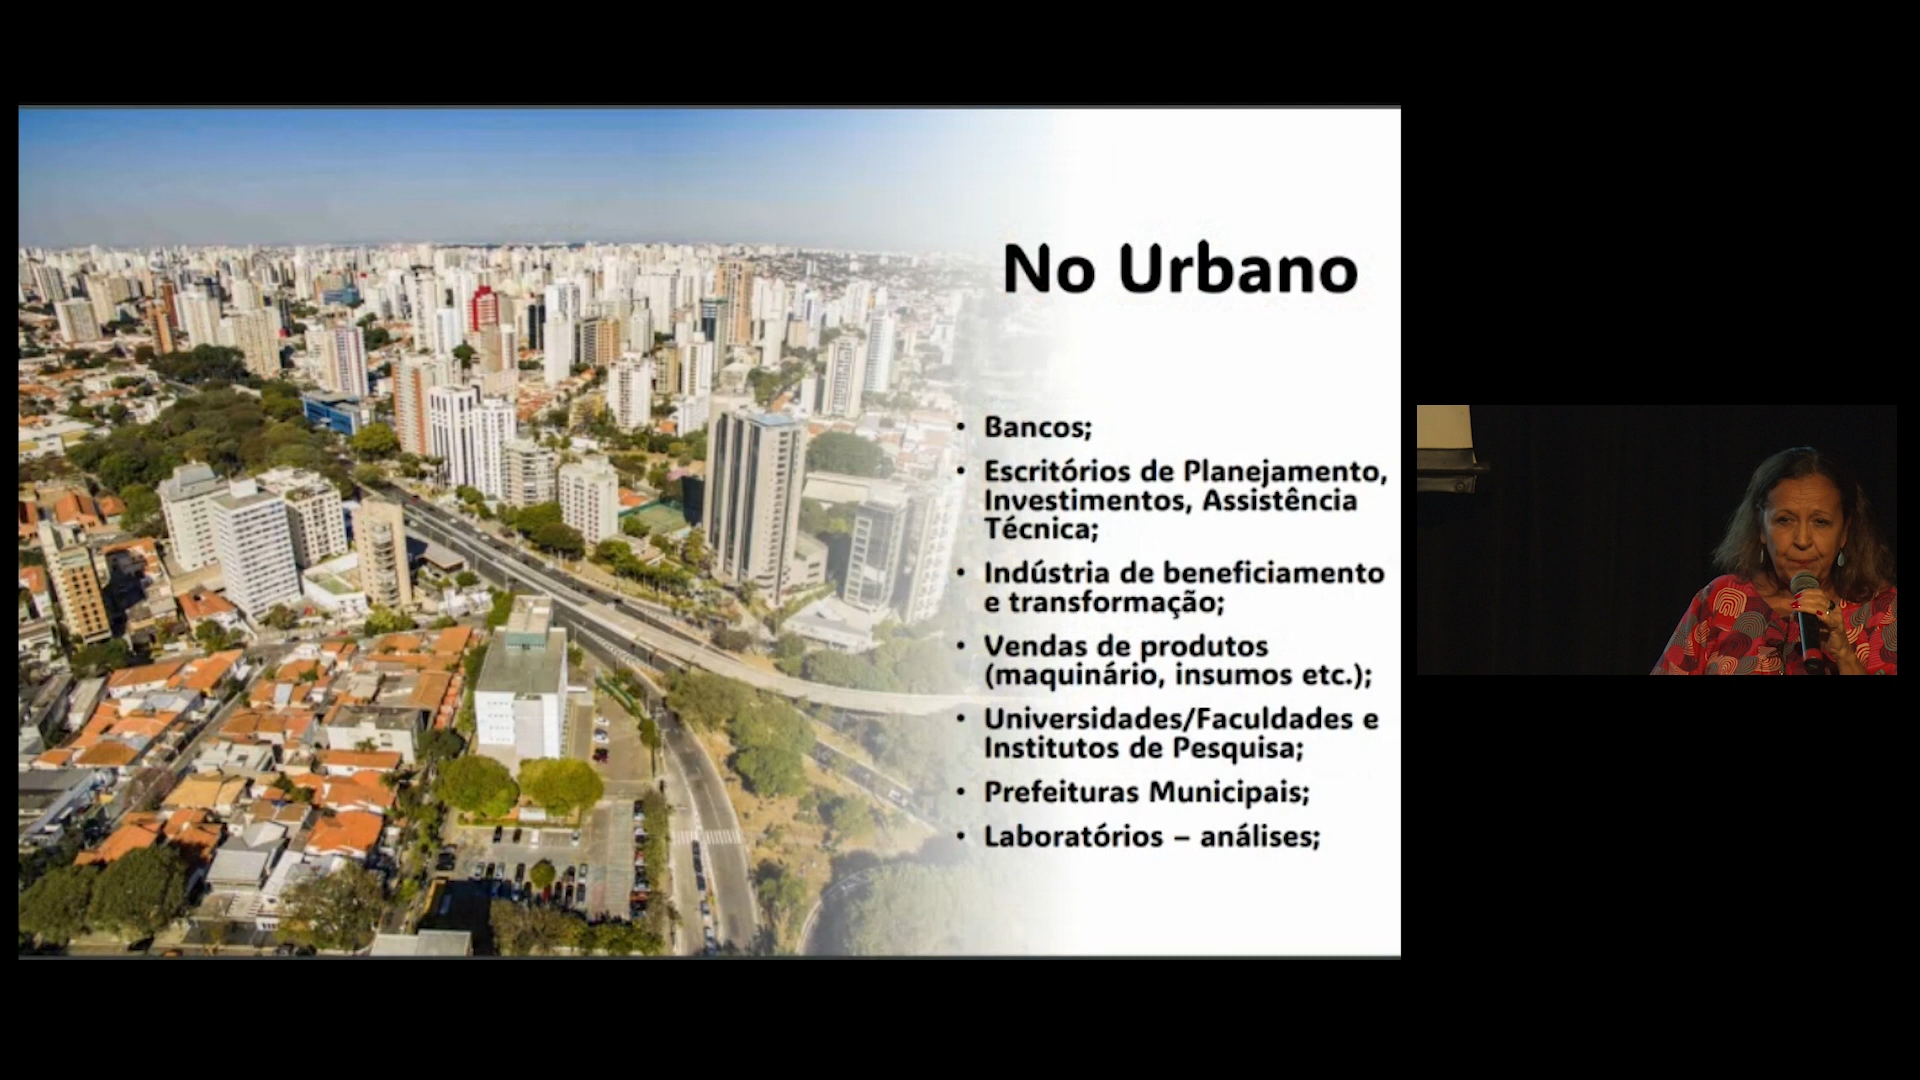 No Urbano
• Bancos;
• Escritórios de Planejamento,
Investimentos, Assistência
Técnica;
• Indústria de beneficiamento
e transformação;
• Vendas de produtos
(maquinário, insumos etc.);
• Universidades/Faculdades e
Institutos de Pesquisa;
• Prefeituras Municipais;
• Laboratórios – análises;